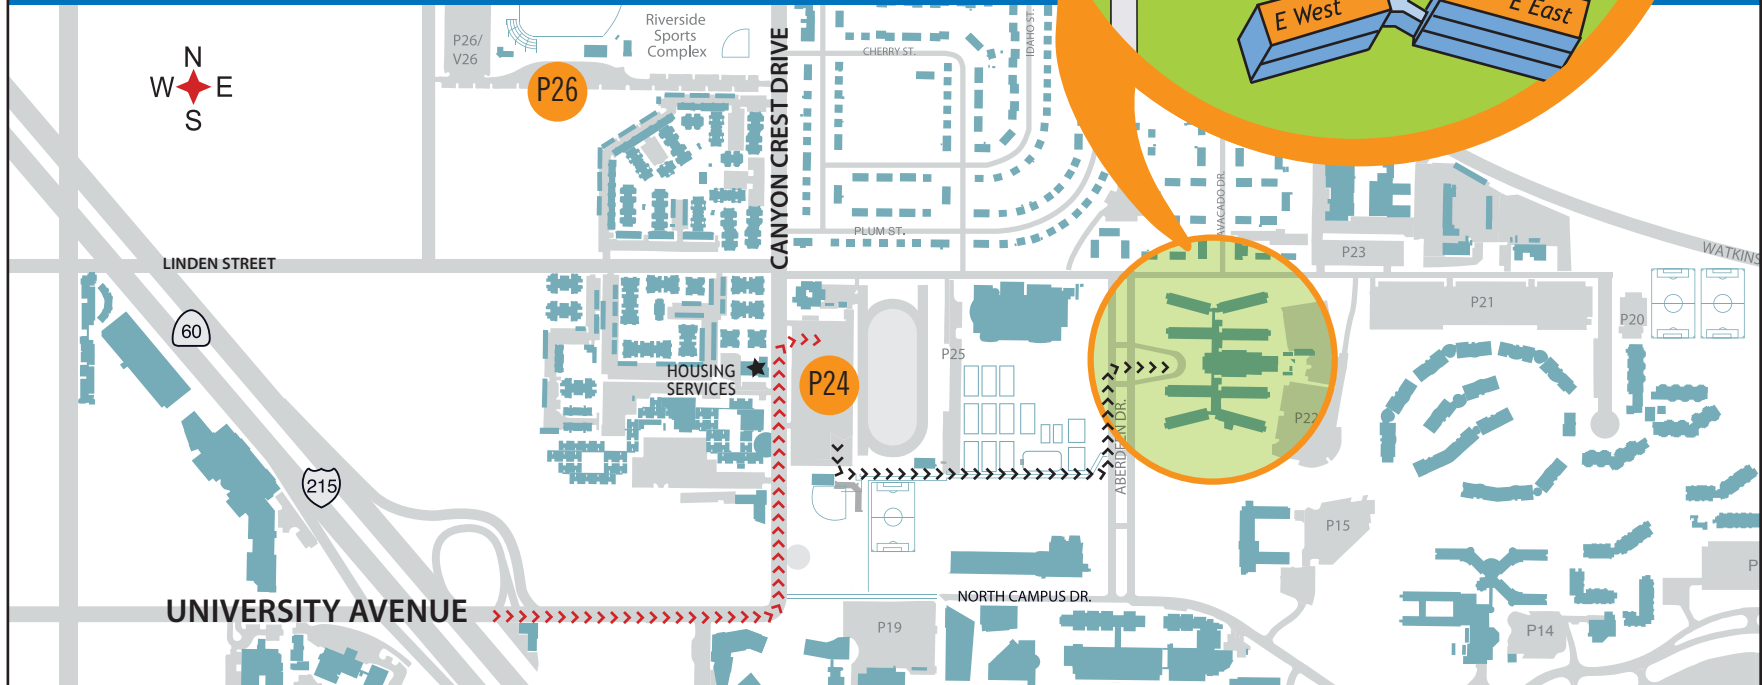 E West
E East
P26/
V26
Riverside
Sports
Complex
IDAHO ST.
CHERRY ST.
N
W E
S
P26
CANYON CREST DRIVE
AVACADO DR.
PLUM ST.
P23
WATKINS
LINDEN STREET
P21
P20
60
P25
HOUSING
SERVICES
P24
P22
ABERDEEN DR.
215
P15
P
NORTH CAMPUS DR.
UNIVERSITY AVENUE
P19
P14